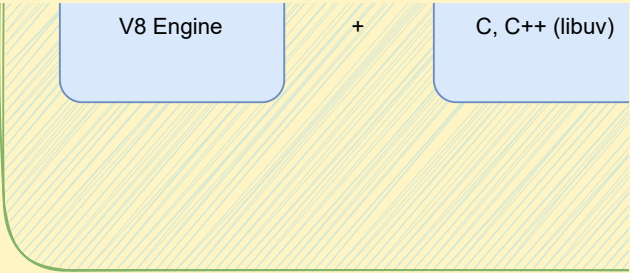 V8 Engine + C, C++ (libuv)